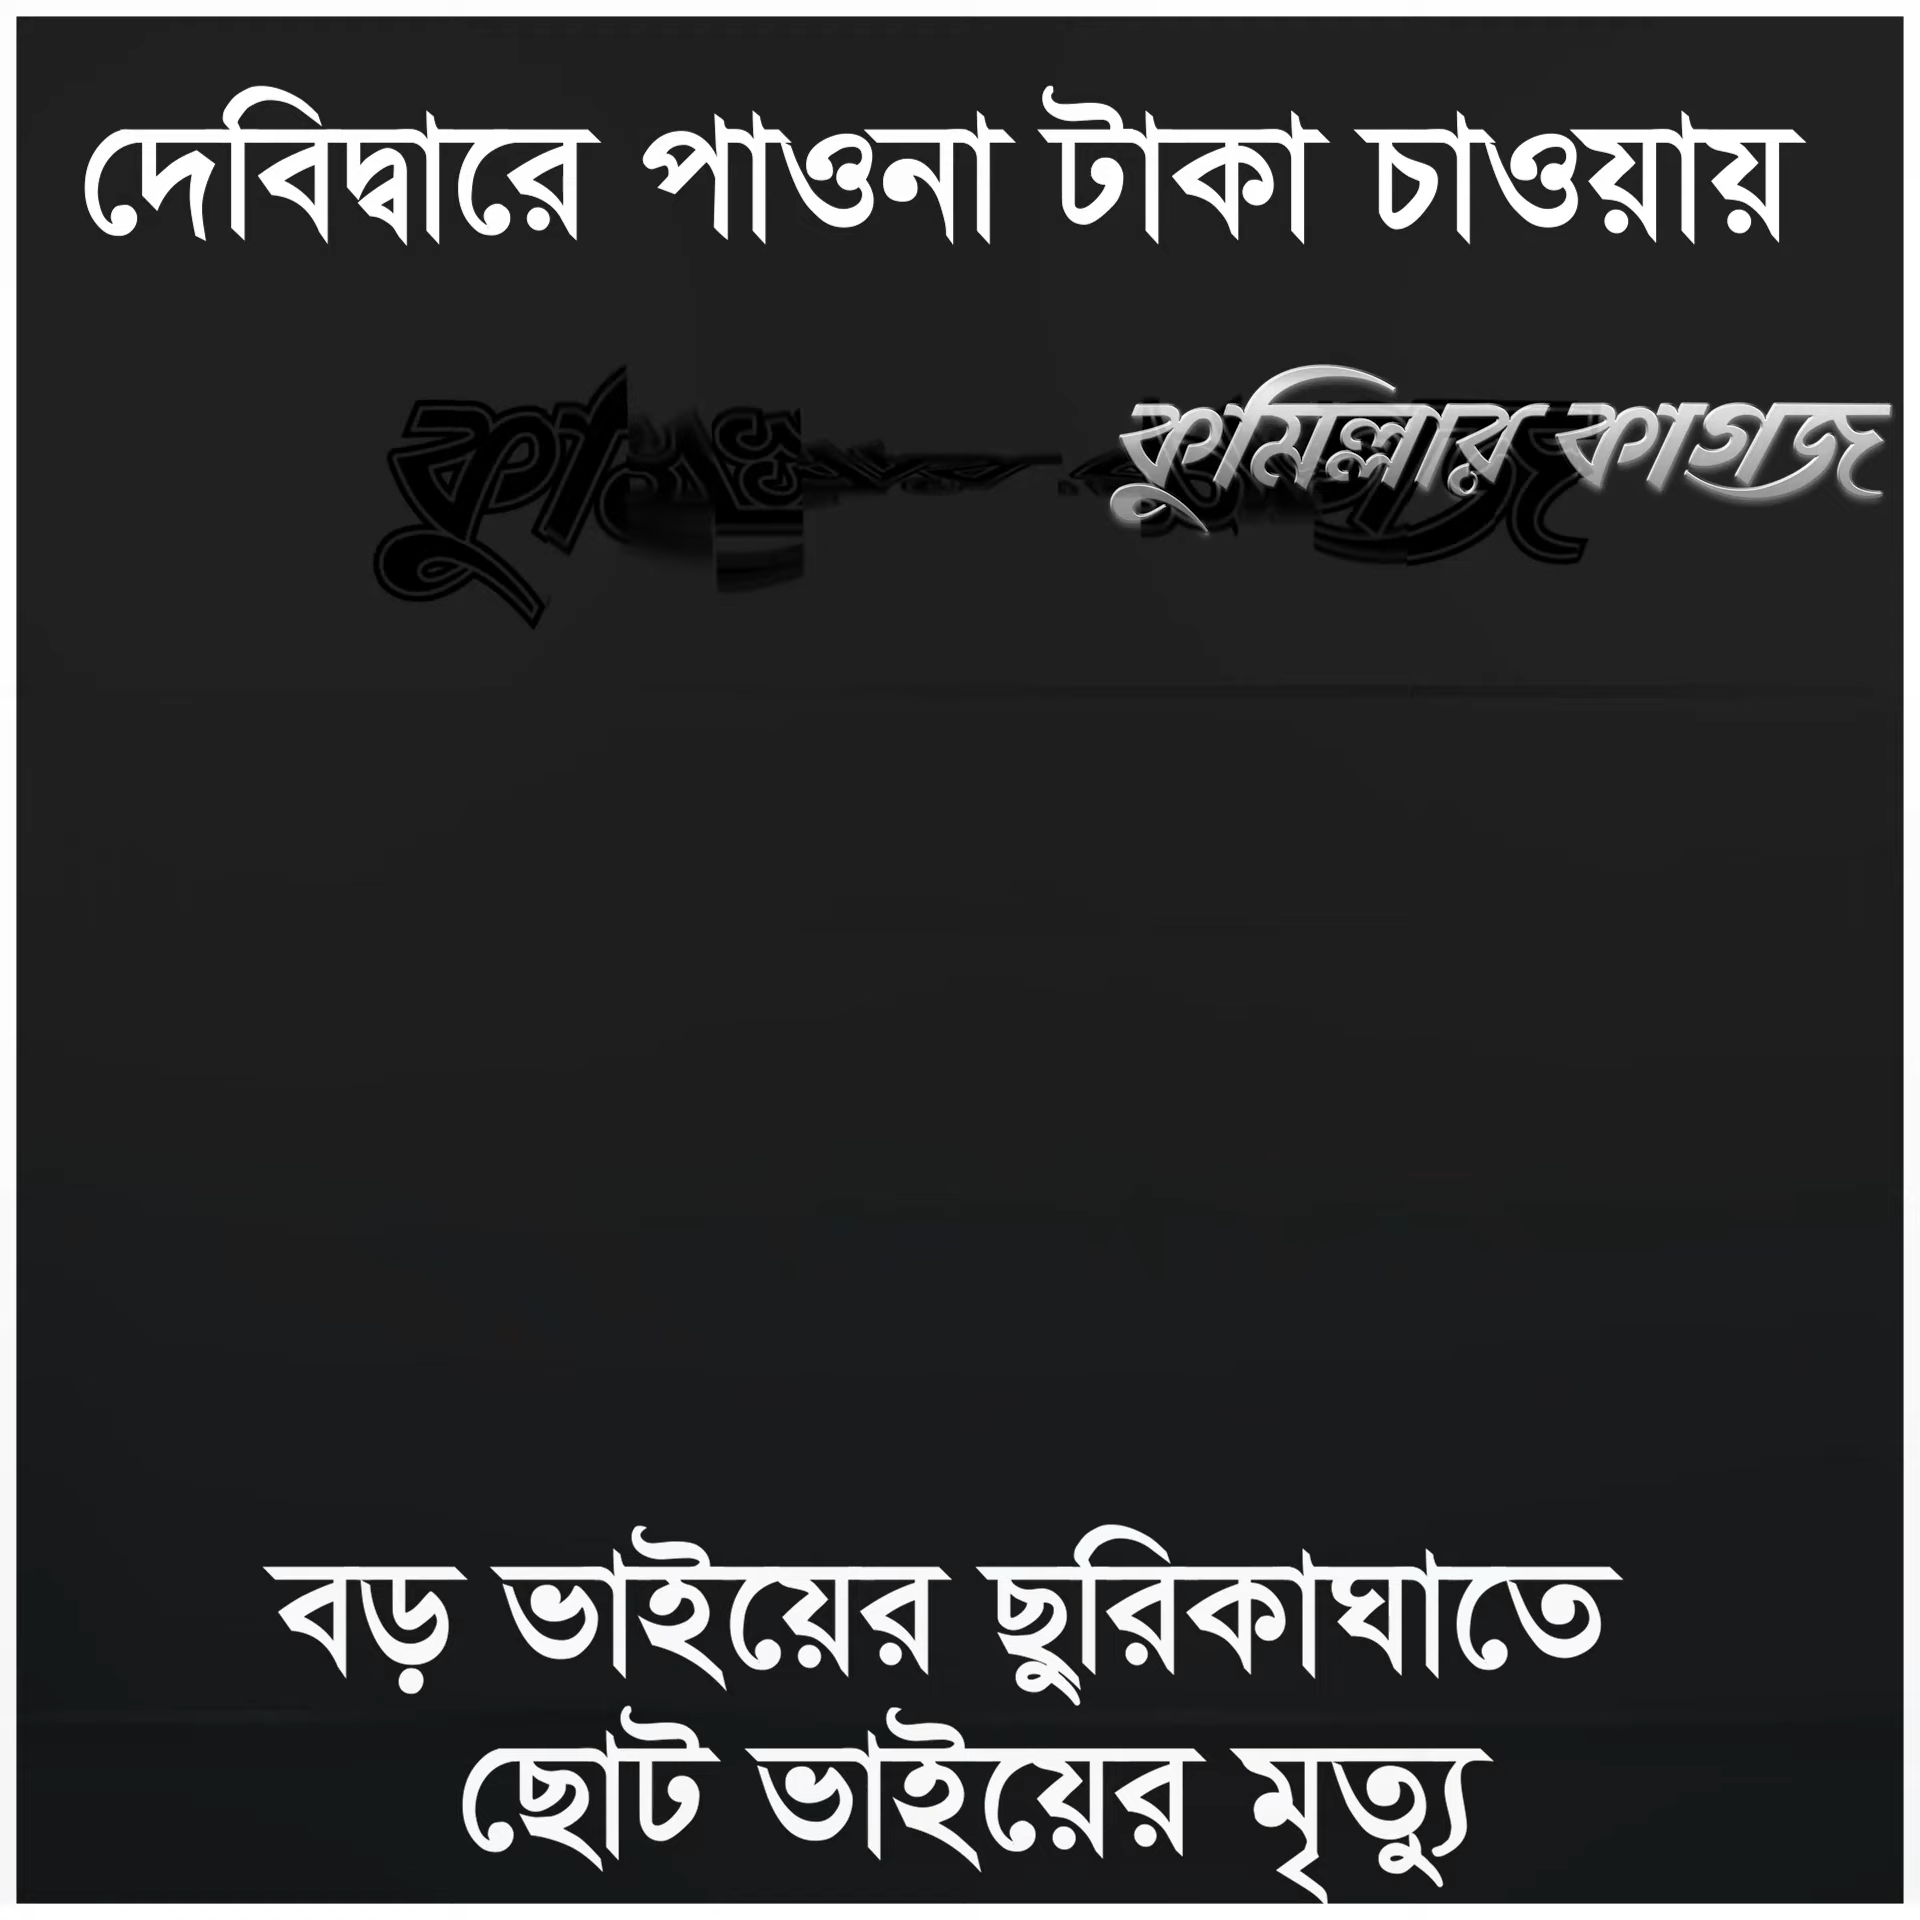 দেবিদ্বারে পাওনা টাকা চাওয়ায়
কুমিল্লার কাগজ
বড় ভাইয়ের ছুরিকাঘাতে
ছোট ভাইয়ের মৃত্যু